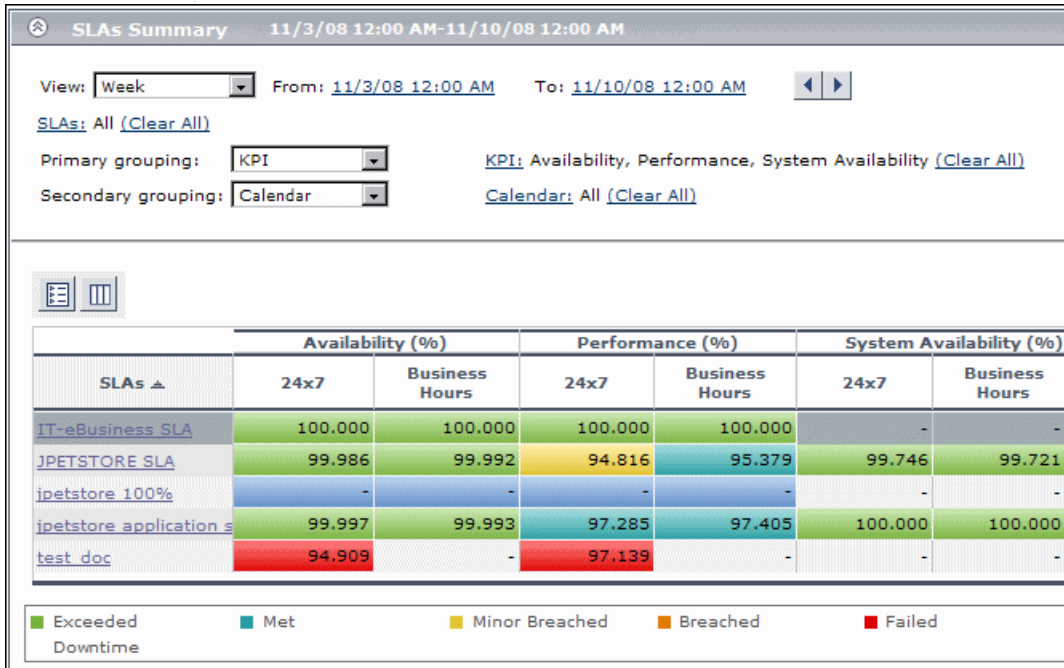 SLAs Summary 11/3/08 12:00 AM-11/10/08 12:00 AM
View: Week From: 11/3/08 12:00 AM To: 11/10/08 12:00 AM
SLAs: All (Clear All)
Primary grouping: KPI KPI: Availability, Performance, System Availability (Clear All)
Secondary grouping: Calendar Calendar: All (Clear All)
Availability (%) Performance (%) System Availability (%)
SLAs 24x7 Business Hours 24x7 Business Hours 24x7 Business Hours
IT-eBusiness SLA 100.000 100.000 100.000 100.000 - -
JPETSTORE SLA 99.986 99.992 94.816 95.379 99.746 99.721
jpetstore 100% - - - - - -
jpetstore application s 99.997 99.993 97.285 97.405 100.000 100.000
test doc 94.909 - 97.139 - - -
Exceeded Met Minor Breached Breached Failed
Downtime